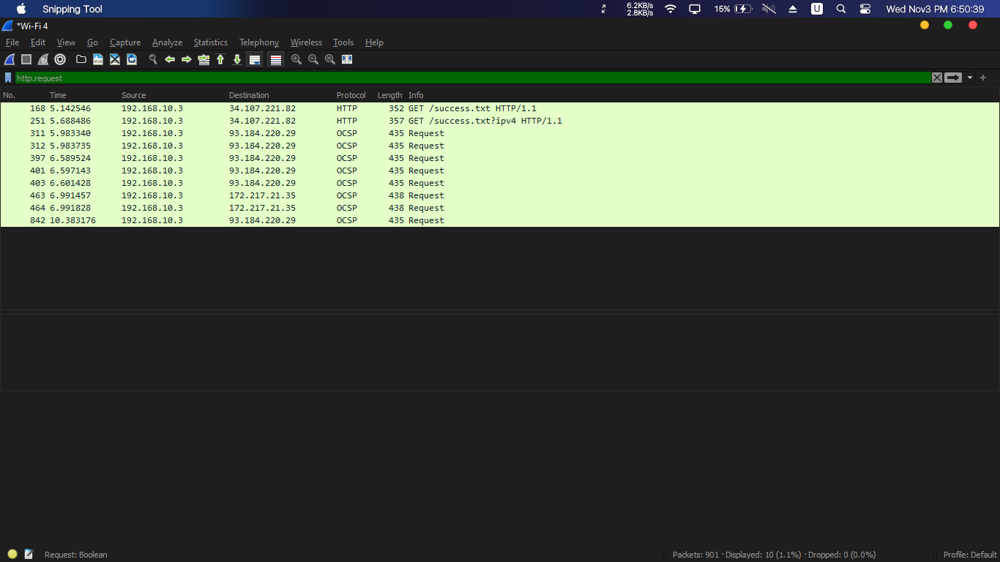 Snipping Tool 6.2KB/s 15% U Wed Nov3 PM 6:50:39
2.8KB/s
*Wi-Fi 4
File Edit View Go Capture Analyze Statistics Telephony Wireless Tools Help
http.request
No. Time Source Destination Protocol Length Info
168 5.142546 192.168.10.3 34.107.221.82 HTTP 352 GET /success.txt HTTP/1.1
251 5.688486 192.168.10.3 34.107.221.82 HTTP 357 GET /success.txt?ipv4 HTTP/1.1
311 5.983340 192.168.10.3 93.184.220.29 OCSP 435 Request
312 5.983735 192.168.10.3 93.184.220.29 OCSP 435 Request
397 6.589524 192.168.10.3 93.184.220.29 OCSP 435 Request
401 6.597143 192.168.10.3 93.184.220.29 OCSP 435 Request
403 6.601428 192.168.10.3 93.184.220.29 OCSP 435 Request
463 6.991457 192.168.10.3 172.217.21.35 OCSP 438 Request
464 6.991828 192.168.10.3 172.217.21.35 OCSP 438 Request
842 10.383176 192.168.10.3 93.184.220.29 OCSP 435 Request
Request: Boolean Packets: 901 · Displayed: 10 (1.1%) · Dropped: 0 (0.0%) Profile: Default